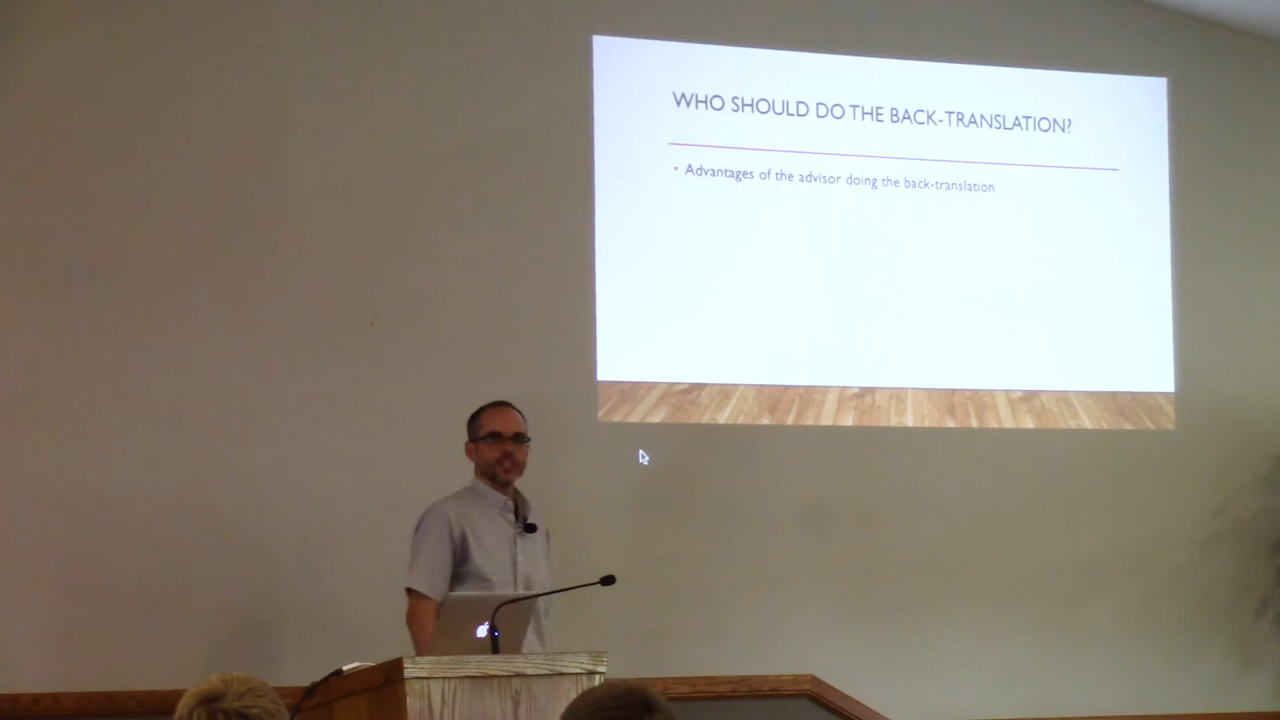 WHO SHOULD DO THE BACK-TRANSLATION?
• Advantages of the advisor doing the back-translation